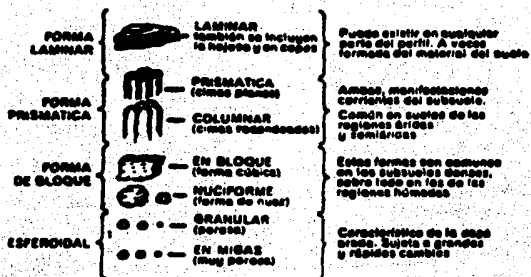 FORMA
LAMINAR
LAMINAR
también se incluyen
la hojosa y en capas
Puede existir en cualquier
parte del perfil. A veces
formada del material del suelo
FORMA
PRISMATICA
PRISMATICA
(cimas planas)
COLUMNAR
(cimas redondeadas)
Ambas, manifestaciones
corrientes del subsuelo.
Común en suelos de las
regiones áridas
y semiáridas
FORMA
DE BLOQUE
EN BLOQUE
(forma cúbica)
NUCIFORME
(forma de nuez)
Estas formas son comunes
en los subsuelos densos,
sobre todo en los de las
regiones húmedas
ESFEROIDAL
GRANULAR
(porosa)
EN MIGAS
(muy porosa)
Característica de la capa
arada. Sujeta a grandes
y rápidos cambios